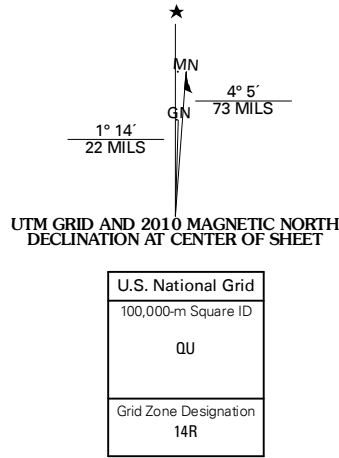 MN
4° 5´
73 MILS
GN
1° 14´
22 MILS
UTM GRID AND 2010 MAGNETIC NORTH
DECLINATION AT CENTER OF SHEET
U.S. National Grid
100,000-m Square ID
QU
Grid Zone Designation
14R